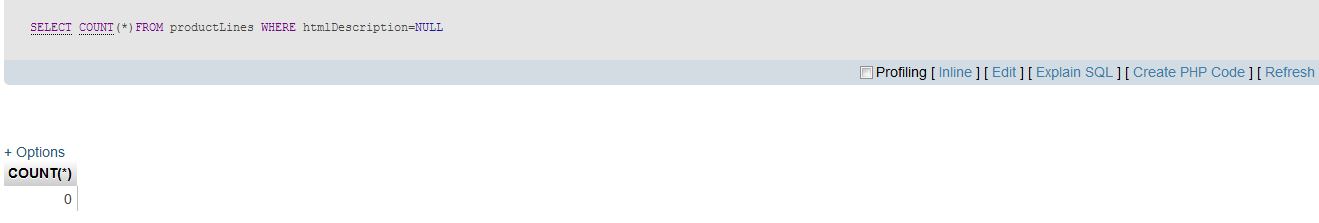 SELECT COUNT(*)FROM productLines WHERE htmlDescription=NULL
Profiling [ Inline ] [ Edit ] [ Explain SQL ] [ Create PHP Code ] [ Refresh
+ Options
COUNT(*)
0